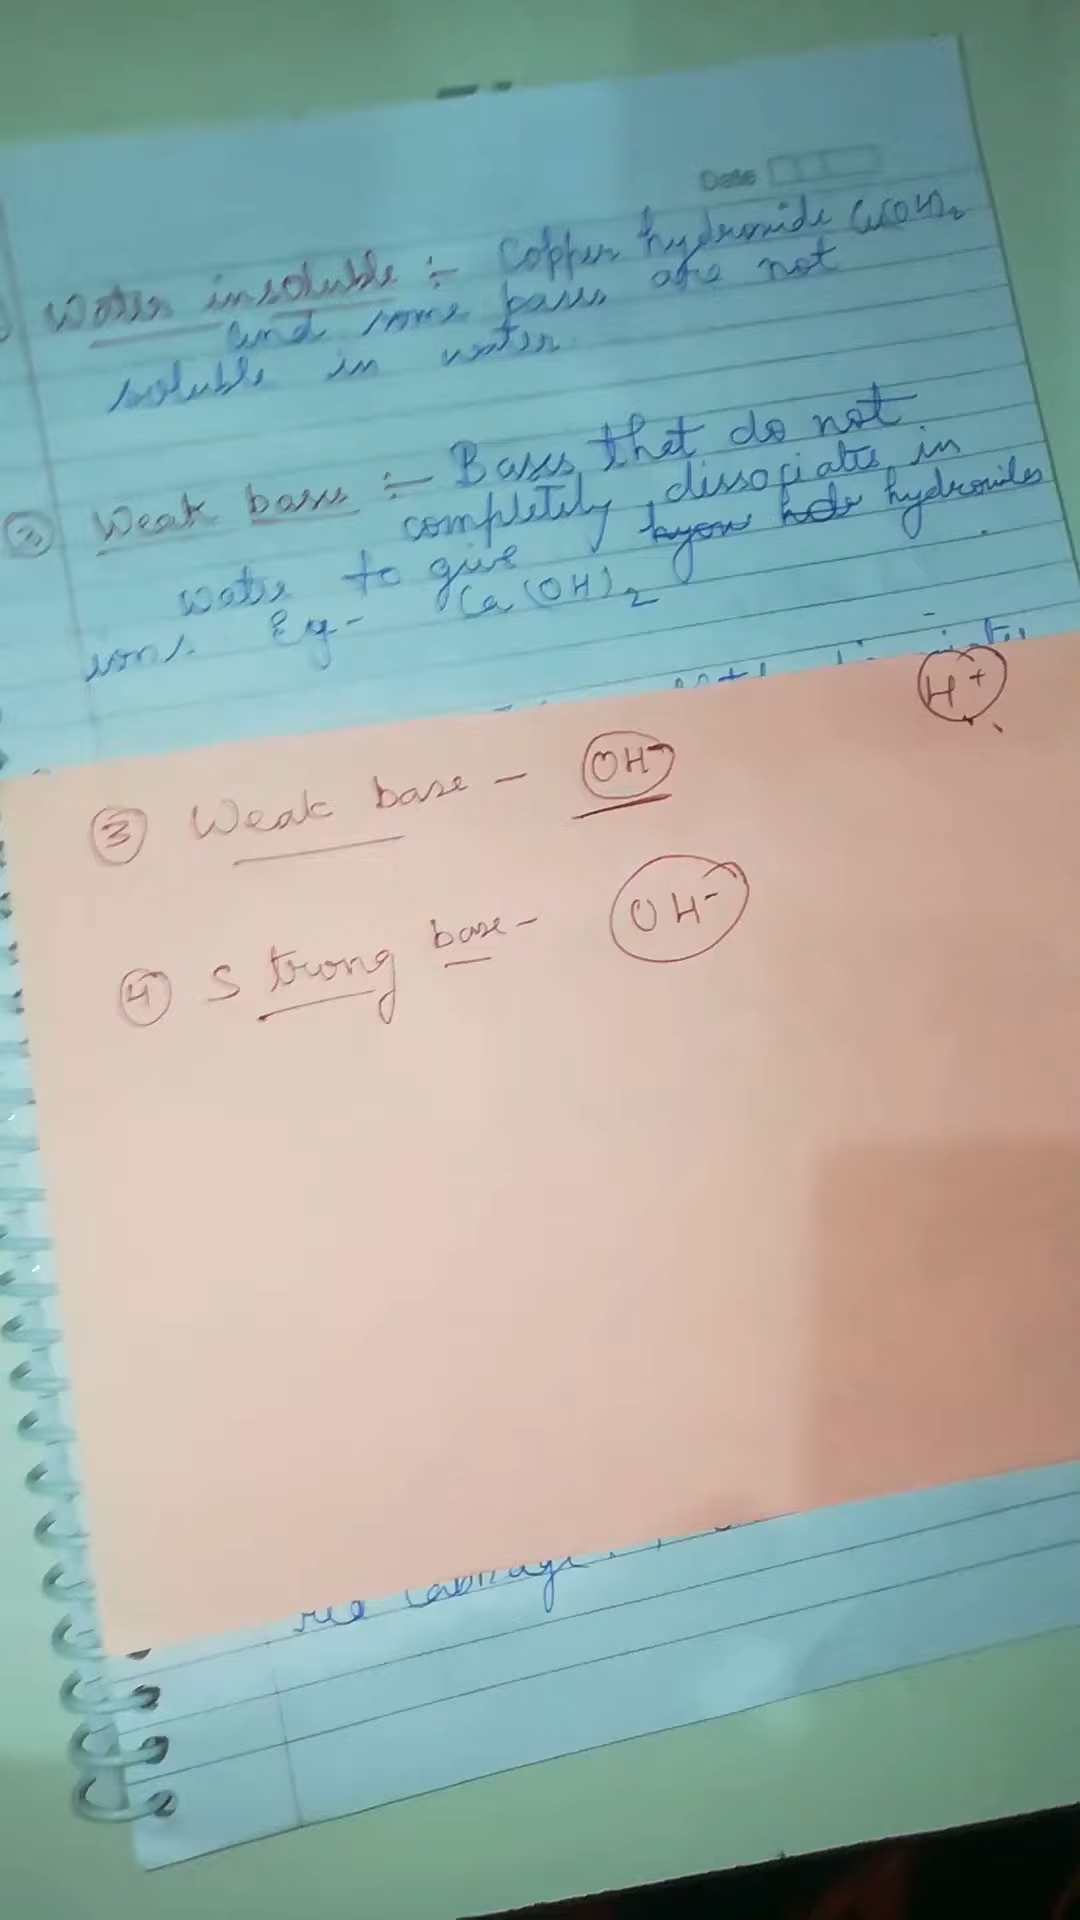 Date
Water insoluble :- Copper hydroxide Cu(OH)2
and some bases are not
soluble in water.
③ Weak bases :- Bases that do not
completely dissociate in
water to give hydroxides
ions. Eg- Ca(OH)2
H+
③ Weak base - OH-
④ Strong base - OH-